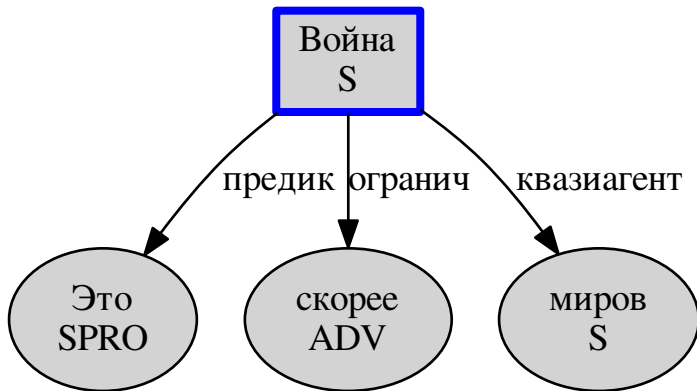 Война
S
предик огранич квазиагент
Это скорее миров
SPRO ADV S